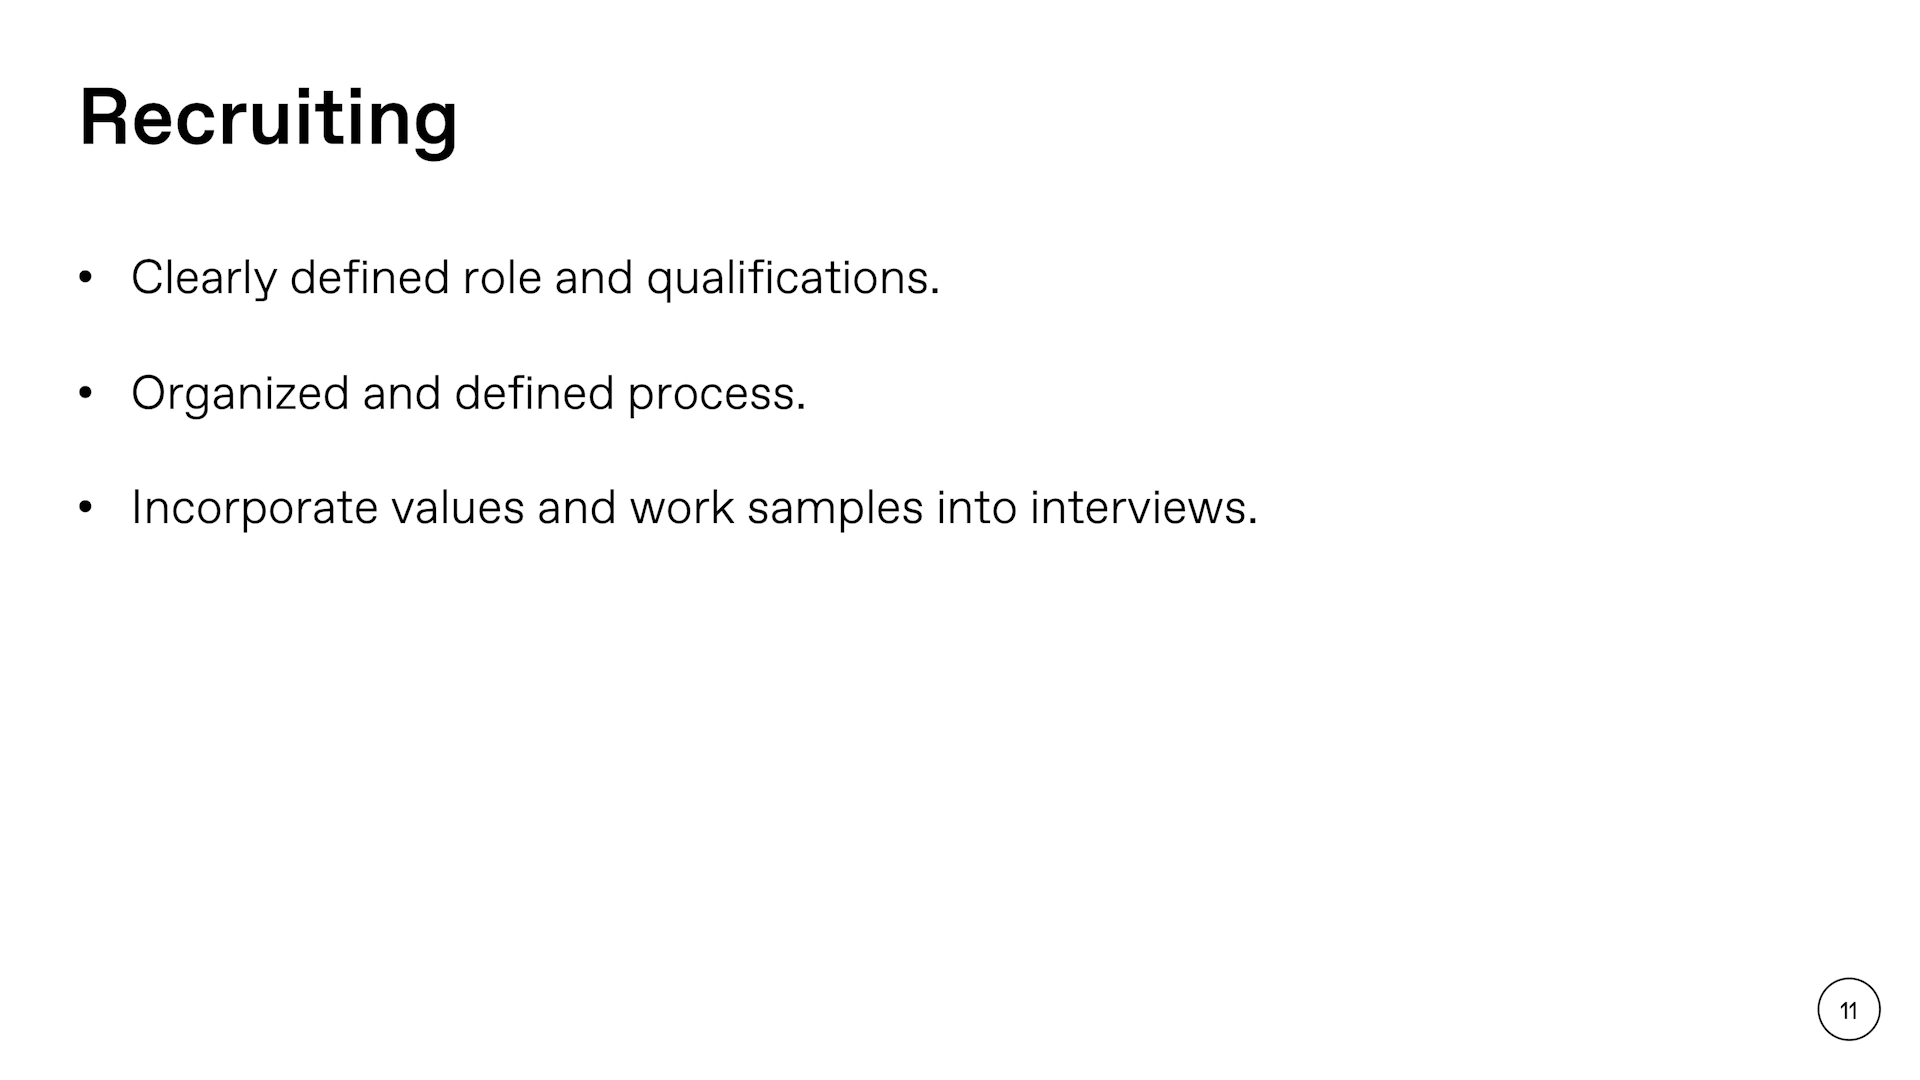 Recruiting
• Clearly defined role and qualifications.
• Organized and defined process.
• Incorporate values and work samples into interviews.
11